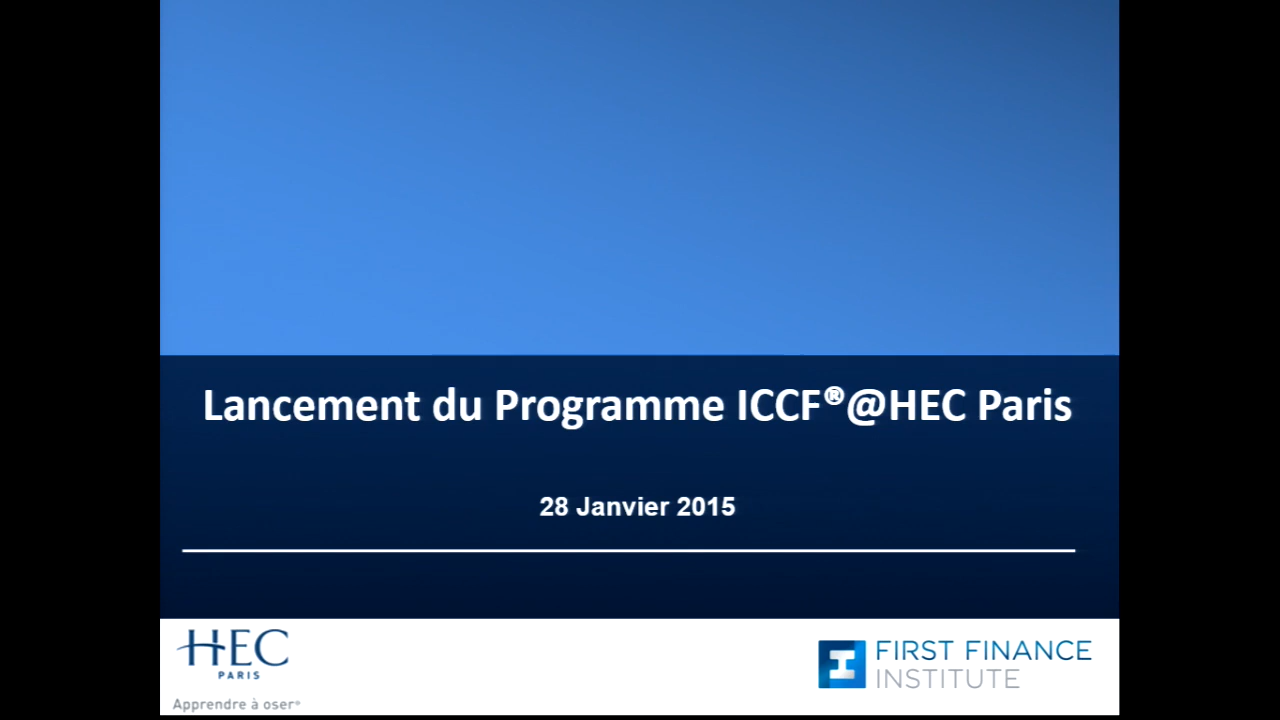 Lancement du Programme ICCF®@HEC Paris
28 Janvier 2015
HEC
PARIS
Apprendre à oser®
FIRST FINANCE
INSTITUTE